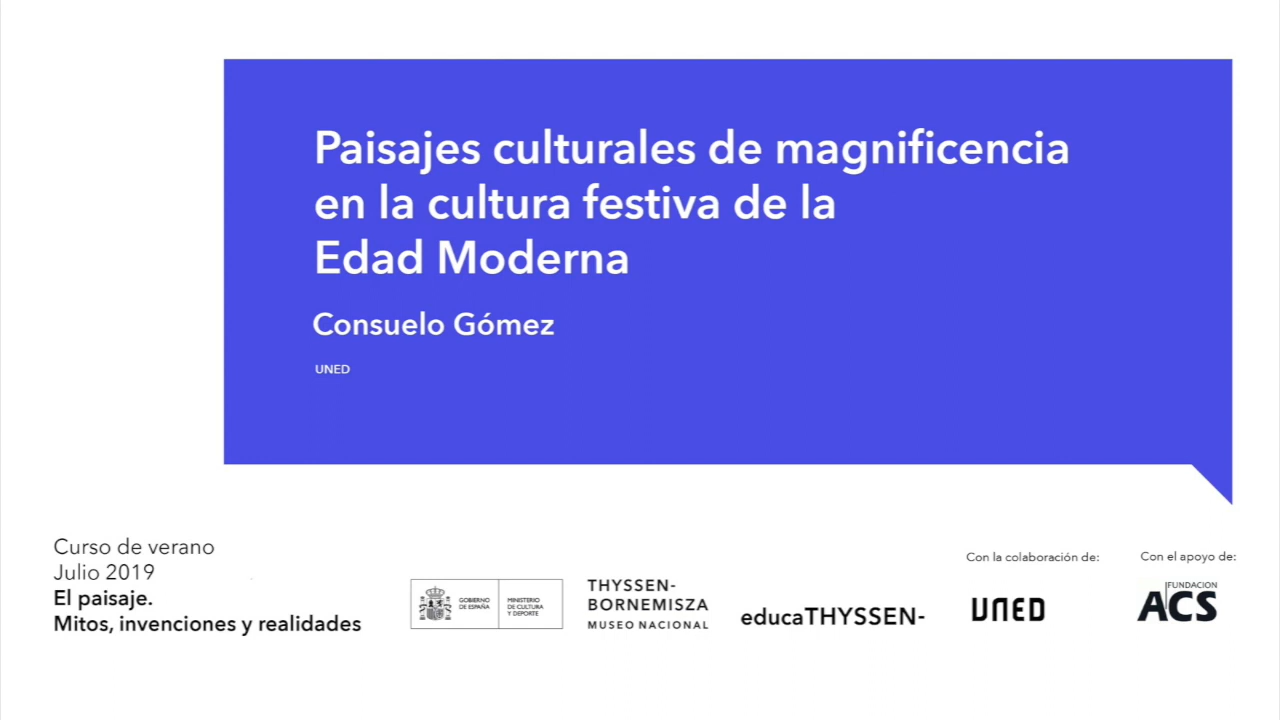 Paisajes culturales de magnificencia
en la cultura festiva de la
Edad Moderna
Consuelo Gómez
UNED
Curso de verano
Julio 2019
El paisaje.
Mitos, invenciones y realidades
GOBIERNO
DE ESPAÑA
MINISTERIO
DE CULTURA
Y DEPORTE
THYSSEN-
BORNEMISZA
MUSEO NACIONAL
educaTHYSSEN-
Con la colaboración de:
UNED
Con el apoyo de:
FUNDACION
ACS